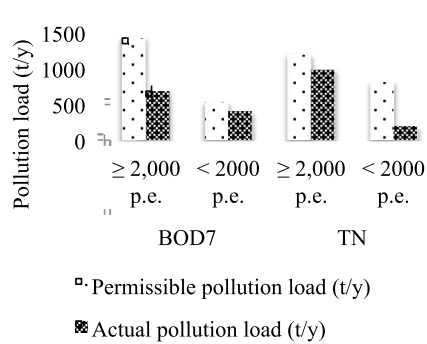 Pollution load (t/y)
1500
1000
500
0
≥ 2,000 p.e.
< 2000 p.e.
≥ 2,000 p.e.
< 2000 p.e.
BOD7
TN
Permissible pollution load (t/y)
Actual pollution load (t/y)